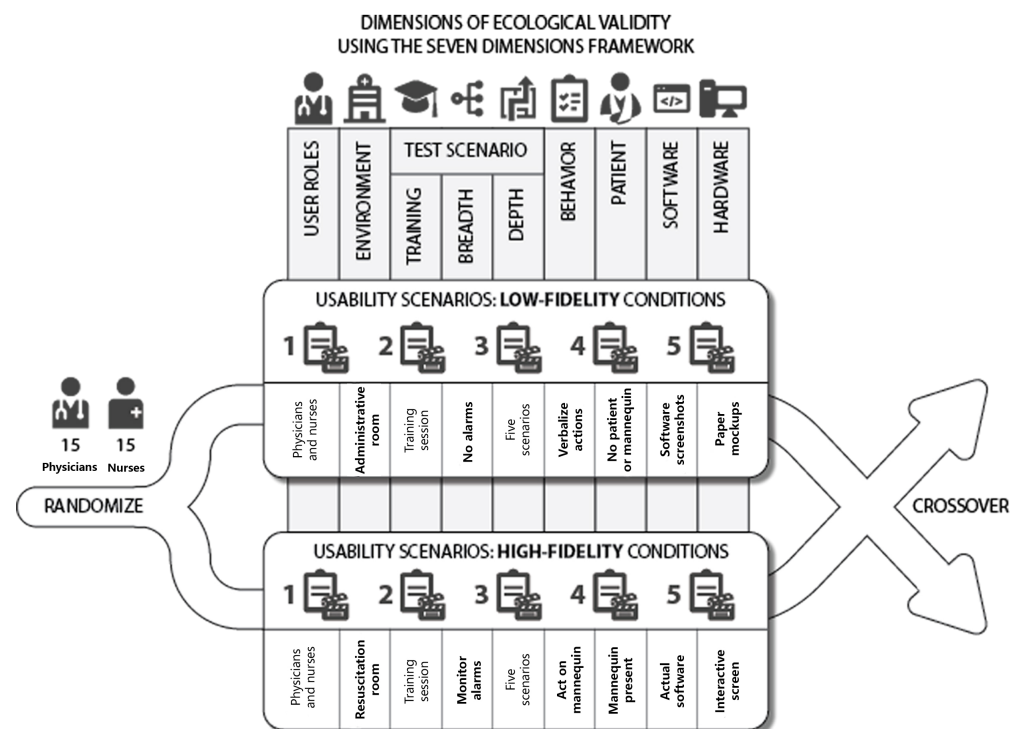 DIMENSIONS OF ECOLOGICAL VALIDITY
USING THE SEVEN DIMENSIONS FRAMEWORK
</>
USER ROLES
ENVIRONMENT
TEST SCENARIO
TRAINING
BREADTH
DEPTH
BEHAVIOR
PATIENT
SOFTWARE
HARDWARE
USABILITY SCENARIOS: LOW-FIDELITY CONDITIONS
1 2 3 4 5
Physicians
and nurses
Administrative
room
Training
session
No alarms
Five
scenarios
Verbalize
actions
No patient
or mannequin
Software
screenshots
Paper
mockups
15 15
Physicians Nurses
RANDOMIZE
CROSSOVER
USABILITY SCENARIOS: HIGH-FIDELITY CONDITIONS
1 2 3 4 5
Physicians
and nurses
Resuscitation
room
Training
session
Monitor
alarms
Five
scenarios
Act on
mannequin
Mannequin
present
Actual
software
Interactive
screen